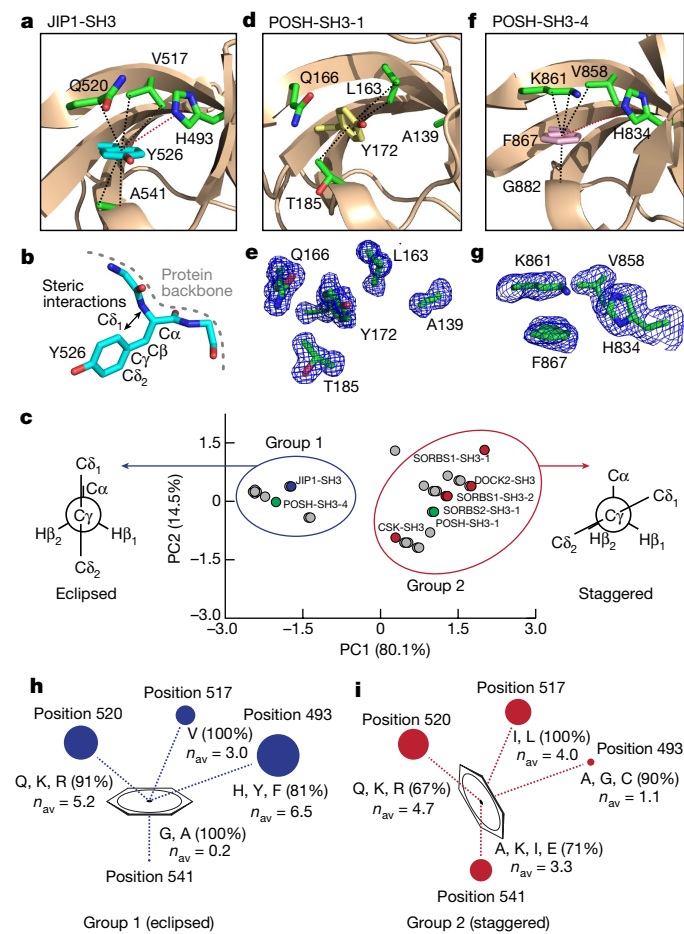 a JIP1-SH3
V517
Q520
H493
Y526
A541
d POSH-SH3-1
Q166
L163
A139
Y172
T185
f POSH-SH3-4
K861
V858
F867
H834
G882
b
Protein
backbone
Steric
interactions
Cδ1
Cα
Y526
Cγ
Cβ
Cδ2
e
Q166
L163
Y172
A139
T185
g
K861
V858
F867
H834
c
Cδ1
Cα
Cγ
Hβ2
Hβ1
Cδ2
Eclipsed
PC2 (14.5%)
1.5
0
−1.5
−3.0
−3.0
−1.5
0
1.5
3.0
PC1 (80.1%)
Group 1
JIP1-SH3
POSH-SH3-4
SORBS1-SH3-1
DOCK2-SH3
SORBS1-SH3-2
SORBS2-SH3-1
CSK-SH3
POSH-SH3-1
Group 2
Cα
Cδ1
Cγ
Cδ2
Hβ2
Hβ1
Staggered
h
Position 517
Position 520
Position 493
V (100%)
nav = 3.0
Q, K, R (91%)
nav = 5.2
H, Y, F (81%)
nav = 6.5
G, A (100%)
nav = 0.2
Position 541
Group 1 (eclipsed)
i
Position 517
Position 520
Position 493
I, L (100%)
nav = 4.0
A, G, C (90%)
nav = 1.1
Q, K, R (67%)
nav = 4.7
A, K, I, E (71%)
nav = 3.3
Position 541
Group 2 (staggered)